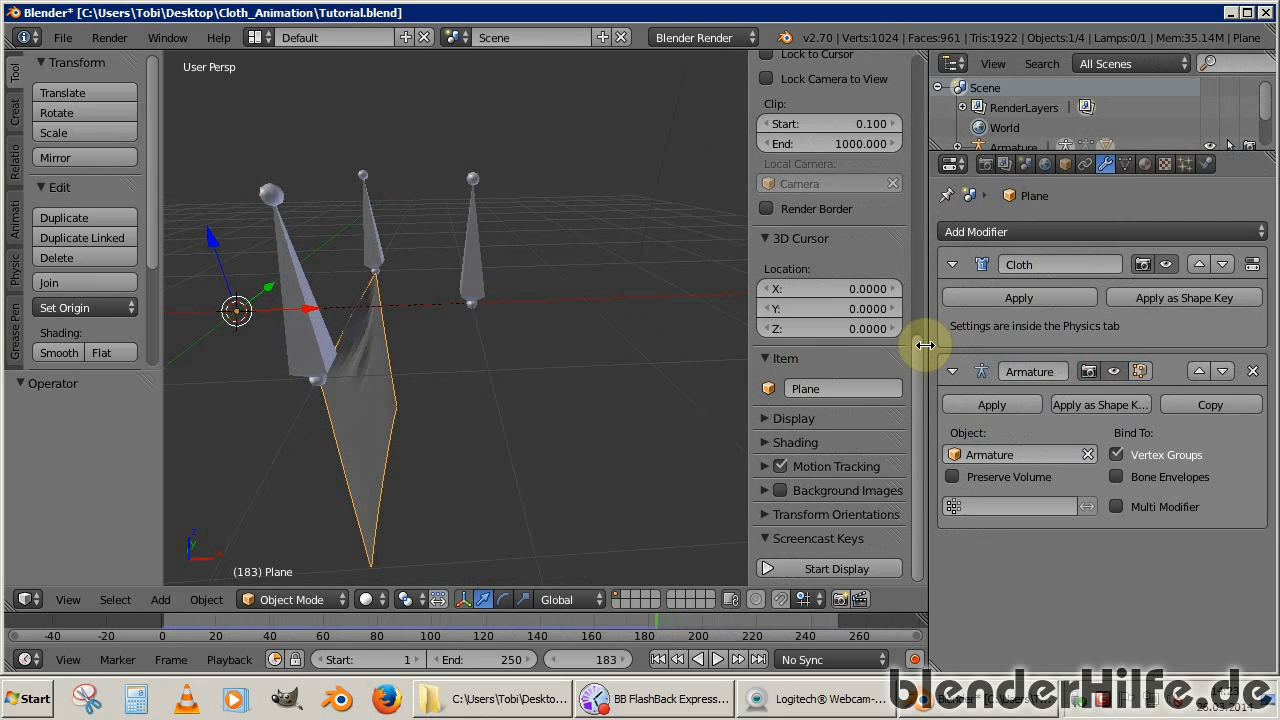 Blender* [C:\Users\Tobi\Desktop\Cloth_Animation\Tutorial.blend]
File Render Window Help Default Scene Blender Render v2.70 | Verts:1024 | Faces:961 | Tris:1922 | Objects:1/4 | Lamps:0/1 | Mem:35.14M | Plane
Tool
Creat
Relatio
Animati
Physic
Grease Pen
Transform
Translate
Rotate
Scale
Mirror
Edit
Duplicate
Duplicate Linked
Delete
Join
Set Origin
Shading:
Smooth Flat
Operator
User Persp
(183) Plane
Lock to Cursor
Lock Camera to View
Clip:
Start: 0.100
End: 1000.000
Local Camera:
Camera
Render Border
3D Cursor
Location:
X: 0.0000
Y: 0.0000
Z: 0.0000
Item
Plane
Display
Shading
Motion Tracking
Background Images
Transform Orientations
Screencast Keys
Start Display
View Search All Scenes
Scene
RenderLayers
World
Armature
Plane
Add Modifier
Cloth
Apply Apply as Shape Key
Settings are inside the Physics tab
Armature
Apply Apply as Shape K... Copy
Object: Bind To:
Armature Vertex Groups
Preserve Volume Bone Envelopes
Multi Modifier
View Select Add Object Object Mode Global
-40 -20 0 20 40 60 80 100 120 140 160 180 200 220 240 260
View Marker Frame Playback Start: 1 End: 250 183 No Sync
blenderHilfe.de
Start C:\Users\Tobi\Desktop... BB FlashBack Express... Logitech® Webcam-... Blender* [C:\Users\T...
14:23
26.03.2014